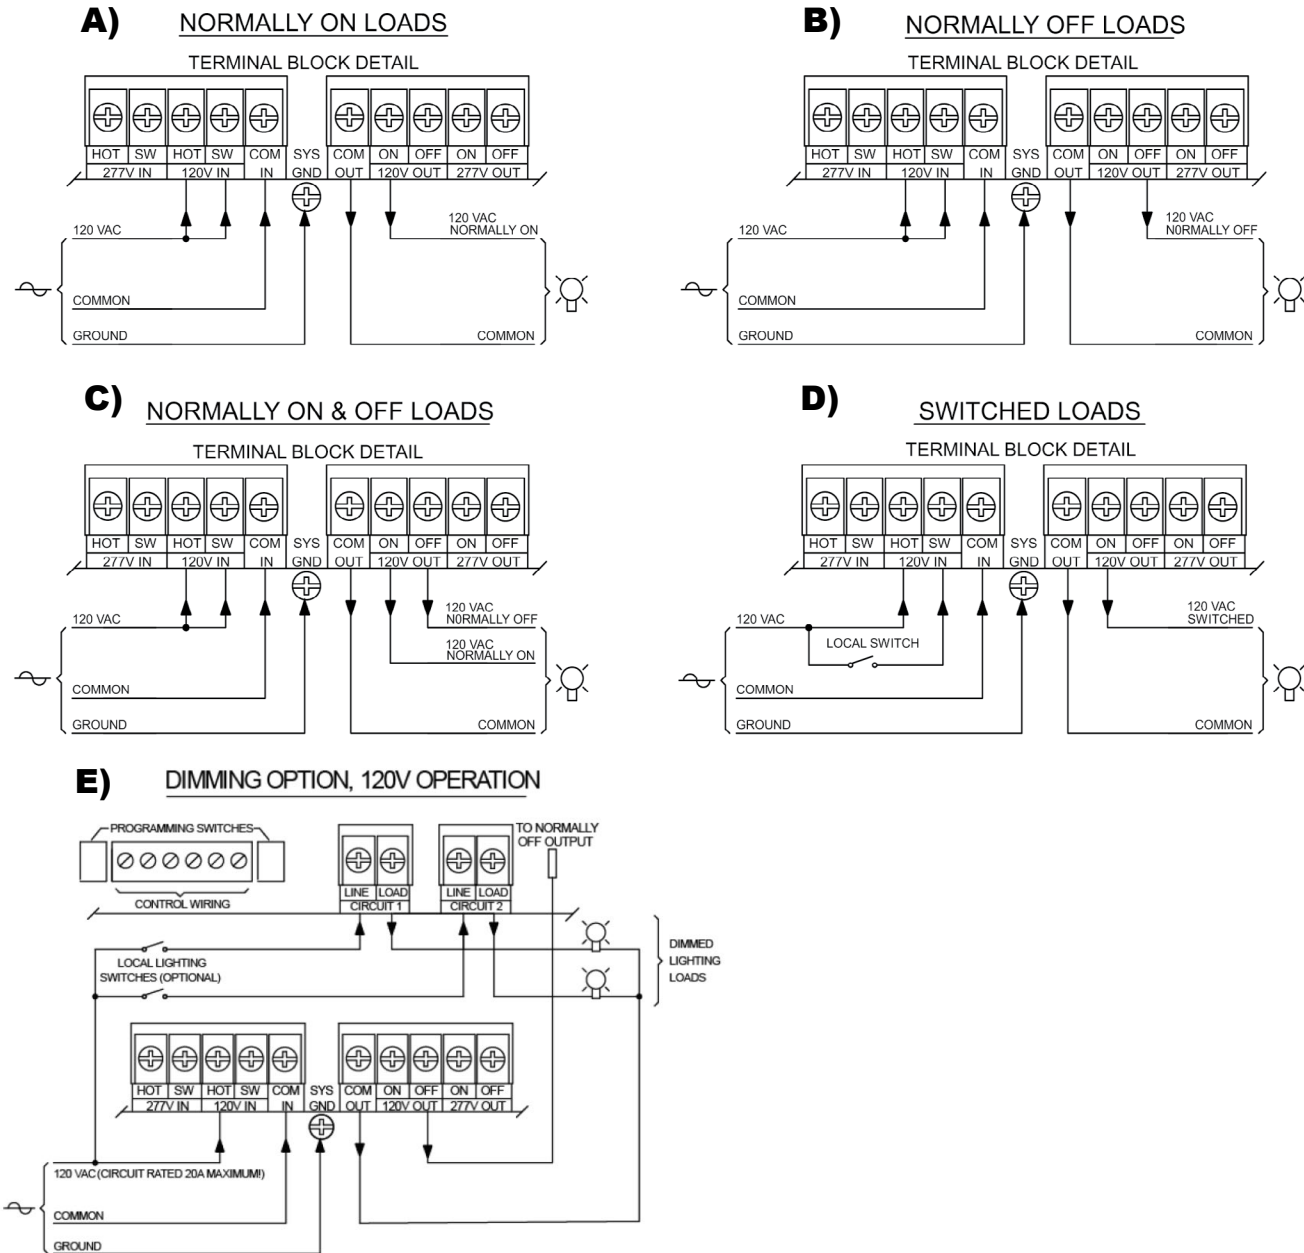 A) NORMALLY ON LOADS
TERMINAL BLOCK DETAIL
HOT SW HOT SW COM SYS COM ON OFF ON OFF
277V IN 120V IN IN GND OUT 120V OUT 277V OUT
120 VAC
120 VAC
NORMALLY ON
COMMON
GROUND
COMMON
B) NORMALLY OFF LOADS
TERMINAL BLOCK DETAIL
HOT SW HOT SW COM SYS COM ON OFF ON OFF
277V IN 120V IN IN GND OUT 120V OUT 277V OUT
120 VAC
120 VAC
N0RMALLY OFF
COMMON
GROUND
COMMON
C) NORMALLY ON & OFF LOADS
TERMINAL BLOCK DETAIL
HOT SW HOT SW COM SYS COM ON OFF ON OFF
277V IN 120V IN IN GND OUT 120V OUT 277V OUT
120 VAC
120 VAC
N0RMALLY OFF
120 VAC
NORMALLY ON
COMMON
GROUND
COMMON
D) SWITCHED LOADS
TERMINAL BLOCK DETAIL
HOT SW HOT SW COM SYS COM ON OFF ON OFF
277V IN 120V IN IN GND OUT 120V OUT 277V OUT
120 VAC
LOCAL SWITCH
120 VAC
SWITCHED
COMMON
GROUND
COMMON
E) DIMMING OPTION, 120V OPERATION
PROGRAMMING SWITCHES
CONTROL WIRING
LINE LOAD
CIRCUIT 1
LINE LOAD
CIRCUIT 2
TO NORMALLY
OFF OUTPUT
LOCAL LIGHTING
SWITCHES (OPTIONAL)
DIMMED
LIGHTING
LOADS
HOT SW HOT SW COM SYS COM ON OFF ON OFF
277V IN 120V IN IN GND OUT 120V OUT 277V OUT
120 VAC (CIRCUIT RATED 20A MAXIMUM!)
COMMON
GROUND